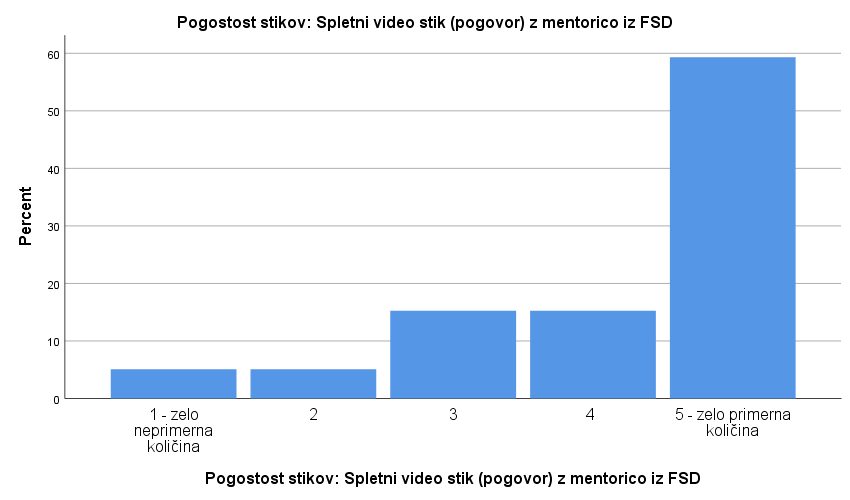 Pogostost stikov: Spletni video stik (pogovor) z mentorico iz FSD
Percent
60
50
40
30
20
10
0
1 - zelo
neprimerna
količina
2
3
4
5 - zelo primerna
količina
Pogostost stikov: Spletni video stik (pogovor) z mentorico iz FSD